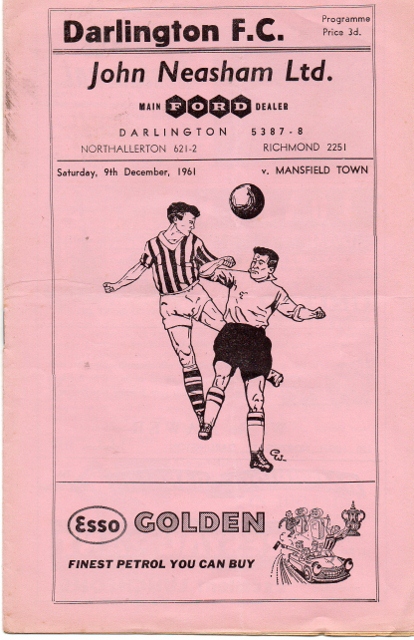 Darlington F.C.
Programme
Price 3d.
John Neasham Ltd.
MAIN FORD DEALER
DARLINGTON 5387-8
NORTHALLERTON 621-2 RICHMOND 2251
Saturday, 9th December, 1961 v. MANSFIELD TOWN
Esso GOLDEN
FINEST PETROL YOU CAN BUY